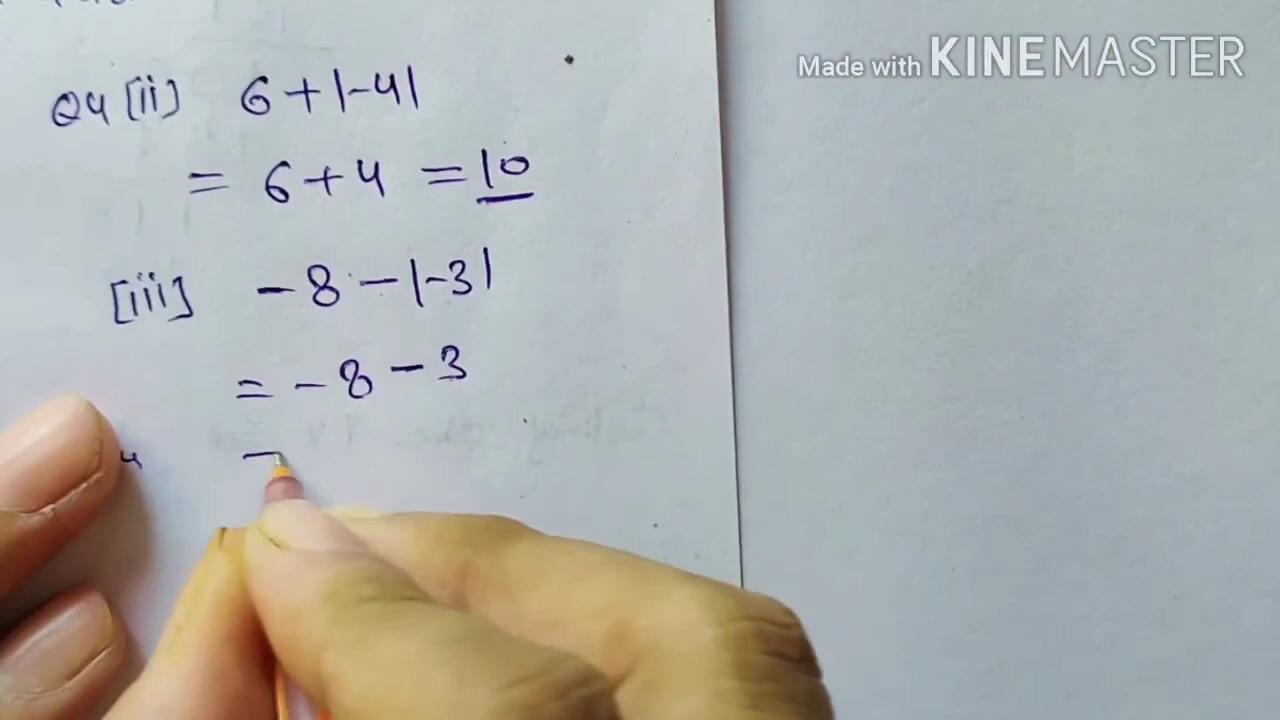 Made with KINEMASTER
Q4 [ii] 6 + |-4|
= 6 + 4 = 10
[iii] - 8 - |-3|
= - 8 - 3